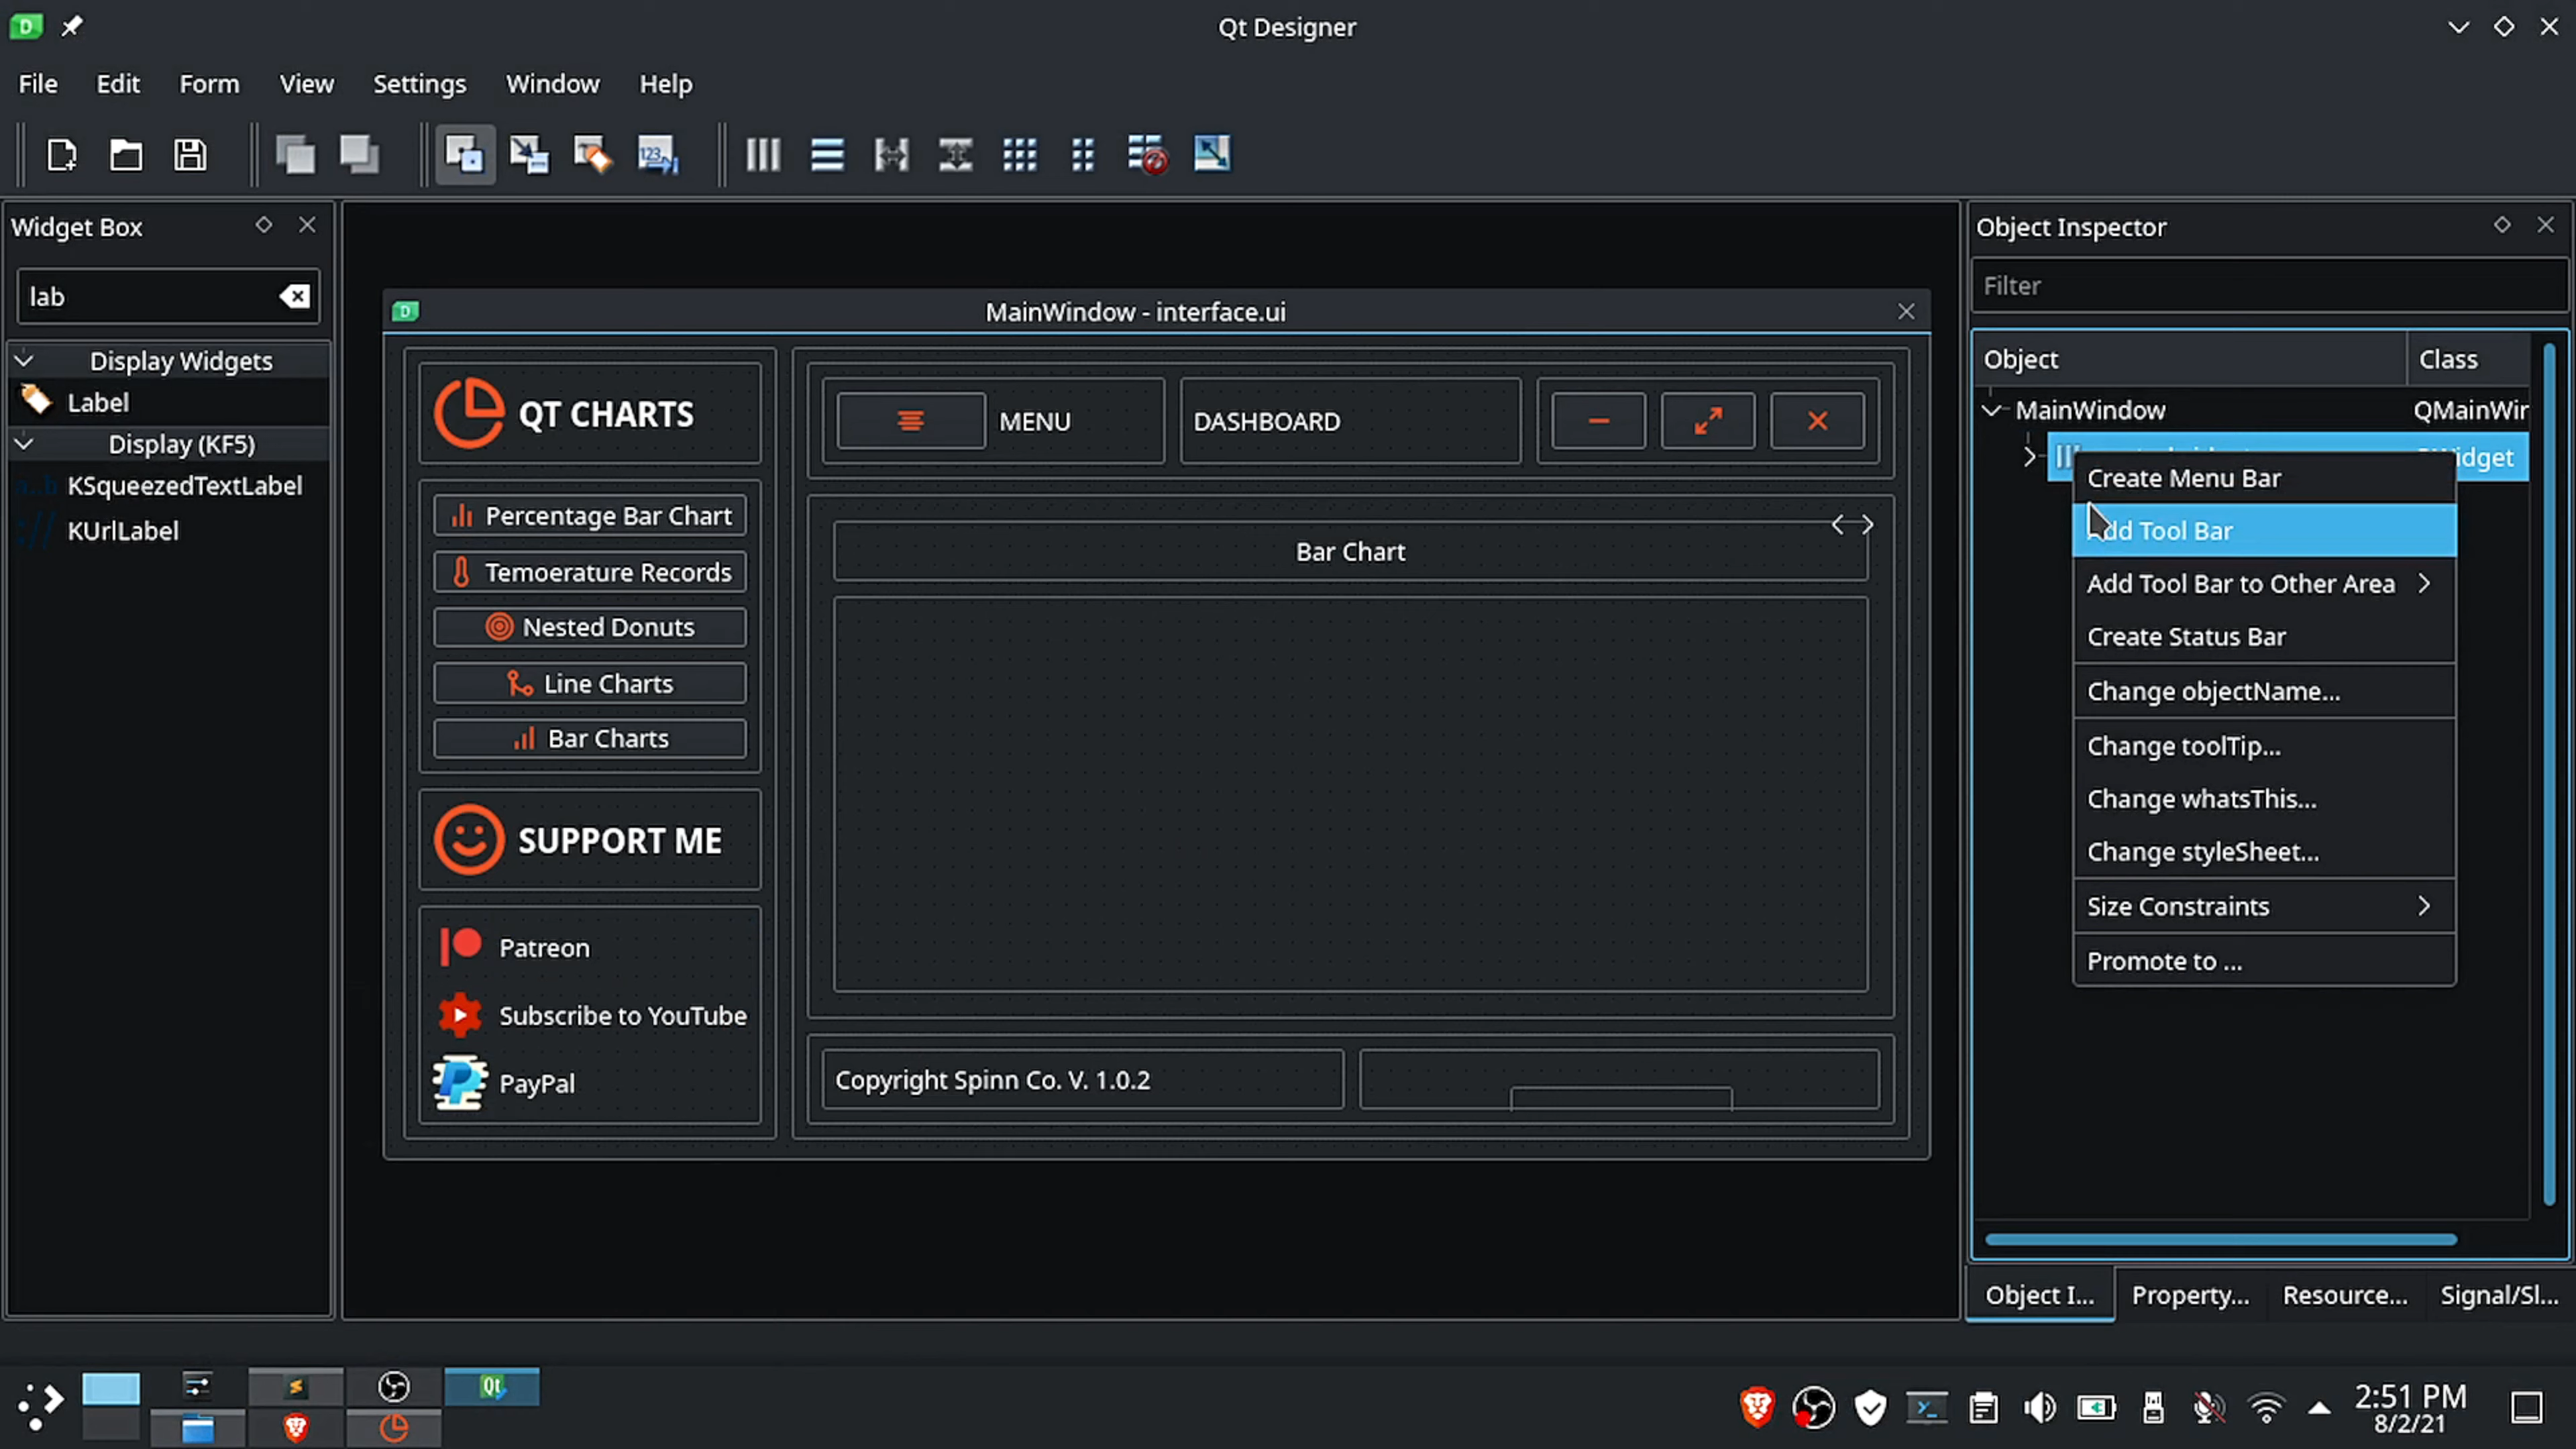 Qt Designer
File Edit Form View Settings Window Help
Widget Box
lab
Display Widgets
Label
Display (KF5)
KSqueezedTextLabel
KUrlLabel
MainWindow - interface.ui
QT CHARTS
MENU
DASHBOARD
Percentage Bar Chart
Temoerature Records
Nested Donuts
Line Charts
Bar Charts
Bar Chart
SUPPORT ME
Patreon
Subscribe to YouTube
PayPal
Copyright Spinn Co. V. 1.0.2
Object Inspector
Filter
Object Class
MainWindow QMainWir
Create Menu Bar
Add Tool Bar
Add Tool Bar to Other Area
Create Status Bar
Change objectName...
Change toolTip...
Change whatsThis...
Change styleSheet...
Size Constraints
Promote to ...
Object I... Property... Resource... Signal/Sl...
2:51 PM
8/2/21